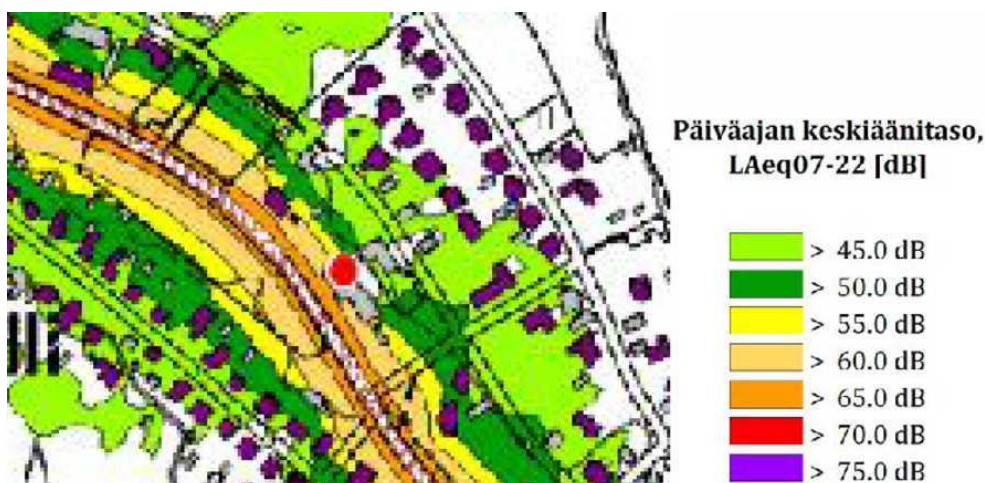 Päiväajan keskiäänitaso,
LAeq07-22 [dB]
> 45.0 dB
> 50.0 dB
> 55.0 dB
> 60.0 dB
> 65.0 dB
> 70.0 dB
> 75.0 dB